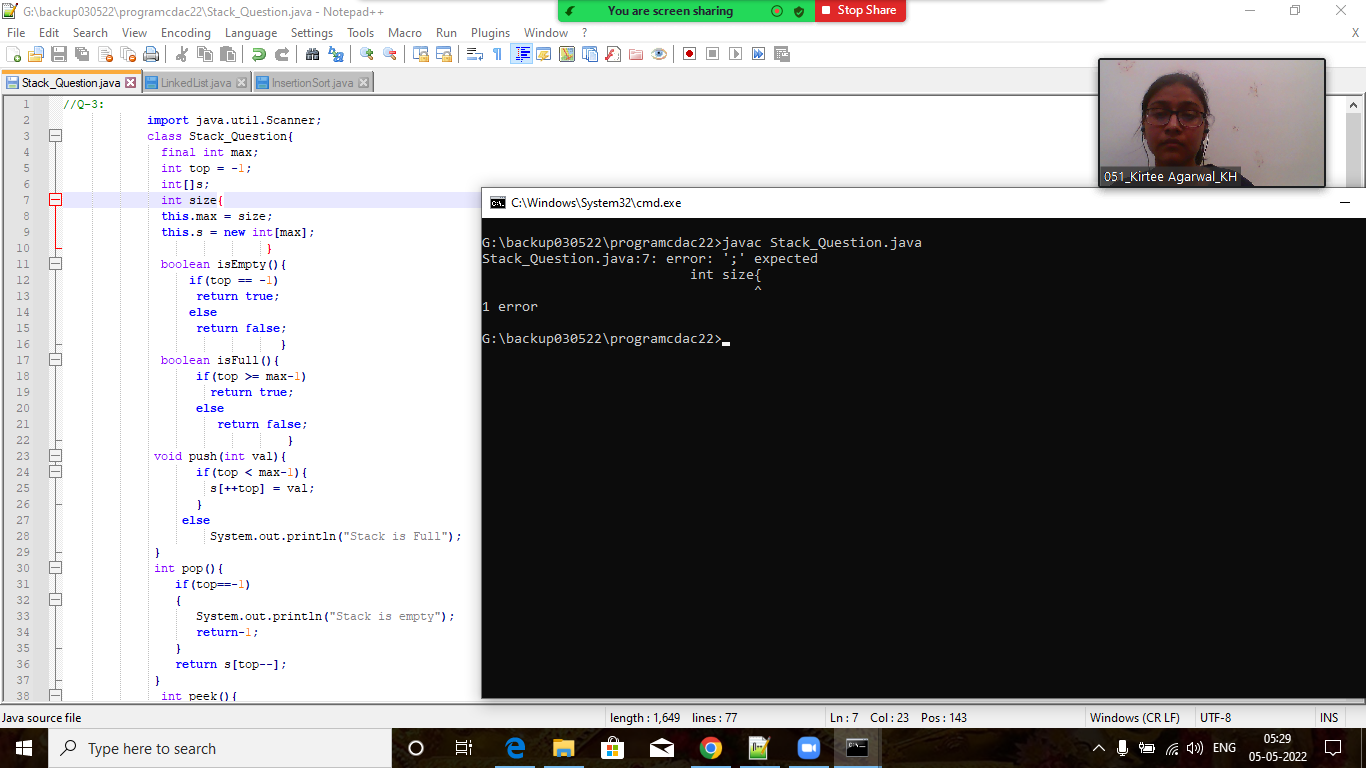 G:\backup030522\programcdac22\Stack_Question.java - Notepad++
You are screen sharing
Stop Share
File Edit Search View Encoding Language Settings Tools Macro Run Plugins Window ? X
Stack_Question.java LinkedList.java InsertionSort.java
1 //Q-3:
2 import java.util.Scanner;
3 class Stack_Question{
4 final int max;
5 int top = -1;
6 int[]s;
7 int size{
8 this.max = size;
9 this.s = new int[max];
10 }
11 boolean isEmpty(){
12 if(top == -1)
13 return true;
14 else
15 return false;
16 }
17 boolean isFull(){
18 if(top >= max-1)
19 return true;
20 else
21 return false;
22 }
23 void push(int val){
24 if(top < max-1){
25 s[++top] = val;
26 }
27 else
28 System.out.println("Stack is Full");
29 }
30 int pop(){
31 if(top==-1)
32 {
33 System.out.println("Stack is empty");
34 return-1;
35 }
36 return s[top--];
37 }
38 int peek(){
051_Kirtee Agarwal_KH
C:\Windows\System32\cmd.exe
G:\backup030522\programcdac22>javac Stack_Question.java
Stack_Question.java:7: error: ';' expected
int size{
^
1 error
G:\backup030522\programcdac22>
Java source file length : 1,649 lines : 77 Ln : 7 Col : 23 Pos : 143 Windows (CR LF) UTF-8 INS
Type here to search
ENG
05:29
05-05-2022